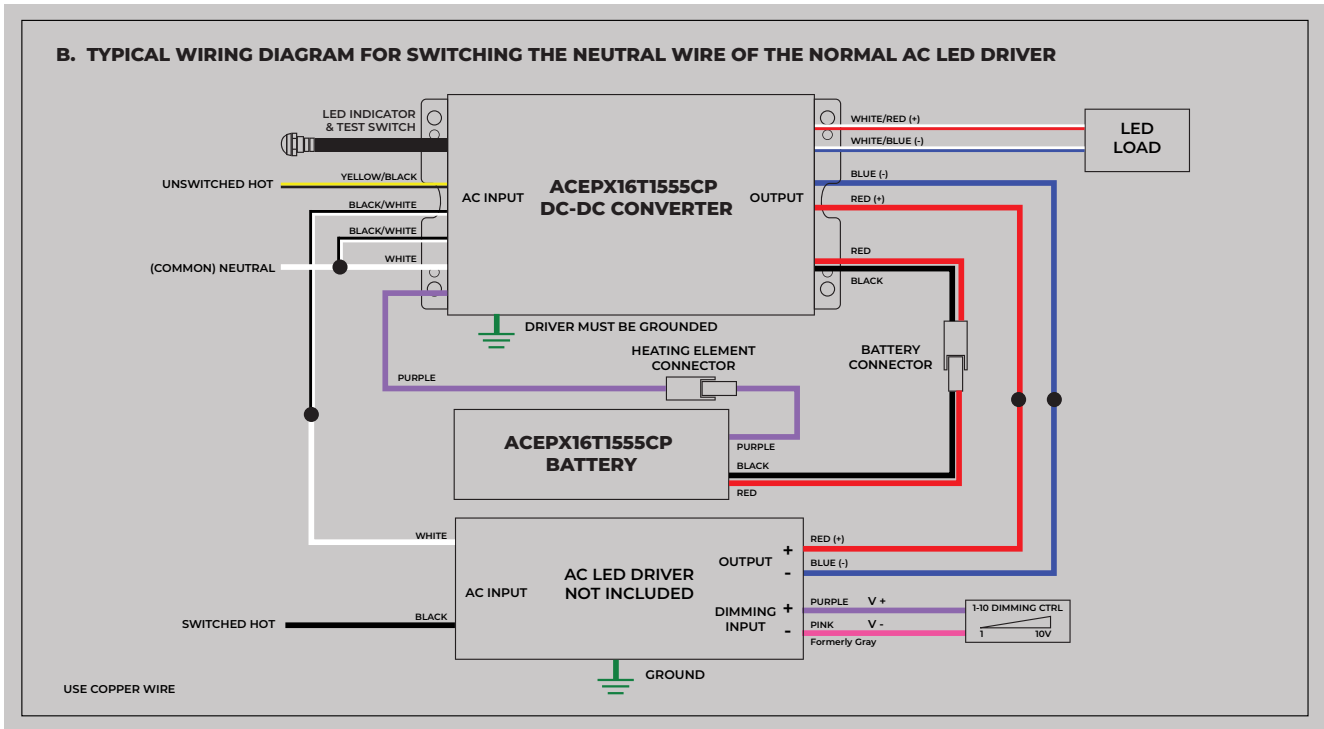 B. TYPICAL WIRING DIAGRAM FOR SWITCHING THE NEUTRAL WIRE OF THE NORMAL AC LED DRIVER
LED INDICATOR
& TEST SWITCH
UNSWITCHED HOT
YELLOW/BLACK
BLACK/WHITE
BLACK/WHITE
(COMMON) NEUTRAL
WHITE
AC INPUT
ACEPX16T1555CP
DC-DC CONVERTER
OUTPUT
WHITE/RED (+)
WHITE/BLUE (-)
LED
LOAD
BLUE (-)
RED (+)
RED
BLACK
DRIVER MUST BE GROUNDED
HEATING ELEMENT
CONNECTOR
BATTERY
CONNECTOR
PURPLE
ACEPX16T1555CP
BATTERY
PURPLE
BLACK
RED
WHITE
AC INPUT
AC LED DRIVER
NOT INCLUDED
OUTPUT
+
-
RED (+)
BLUE (-)
DIMMING
INPUT
+
-
PURPLE V +
PINK V -
Formerly Gray
1-10 DIMMING CTRL
1 10V
SWITCHED HOT
BLACK
GROUND
USE COPPER WIRE